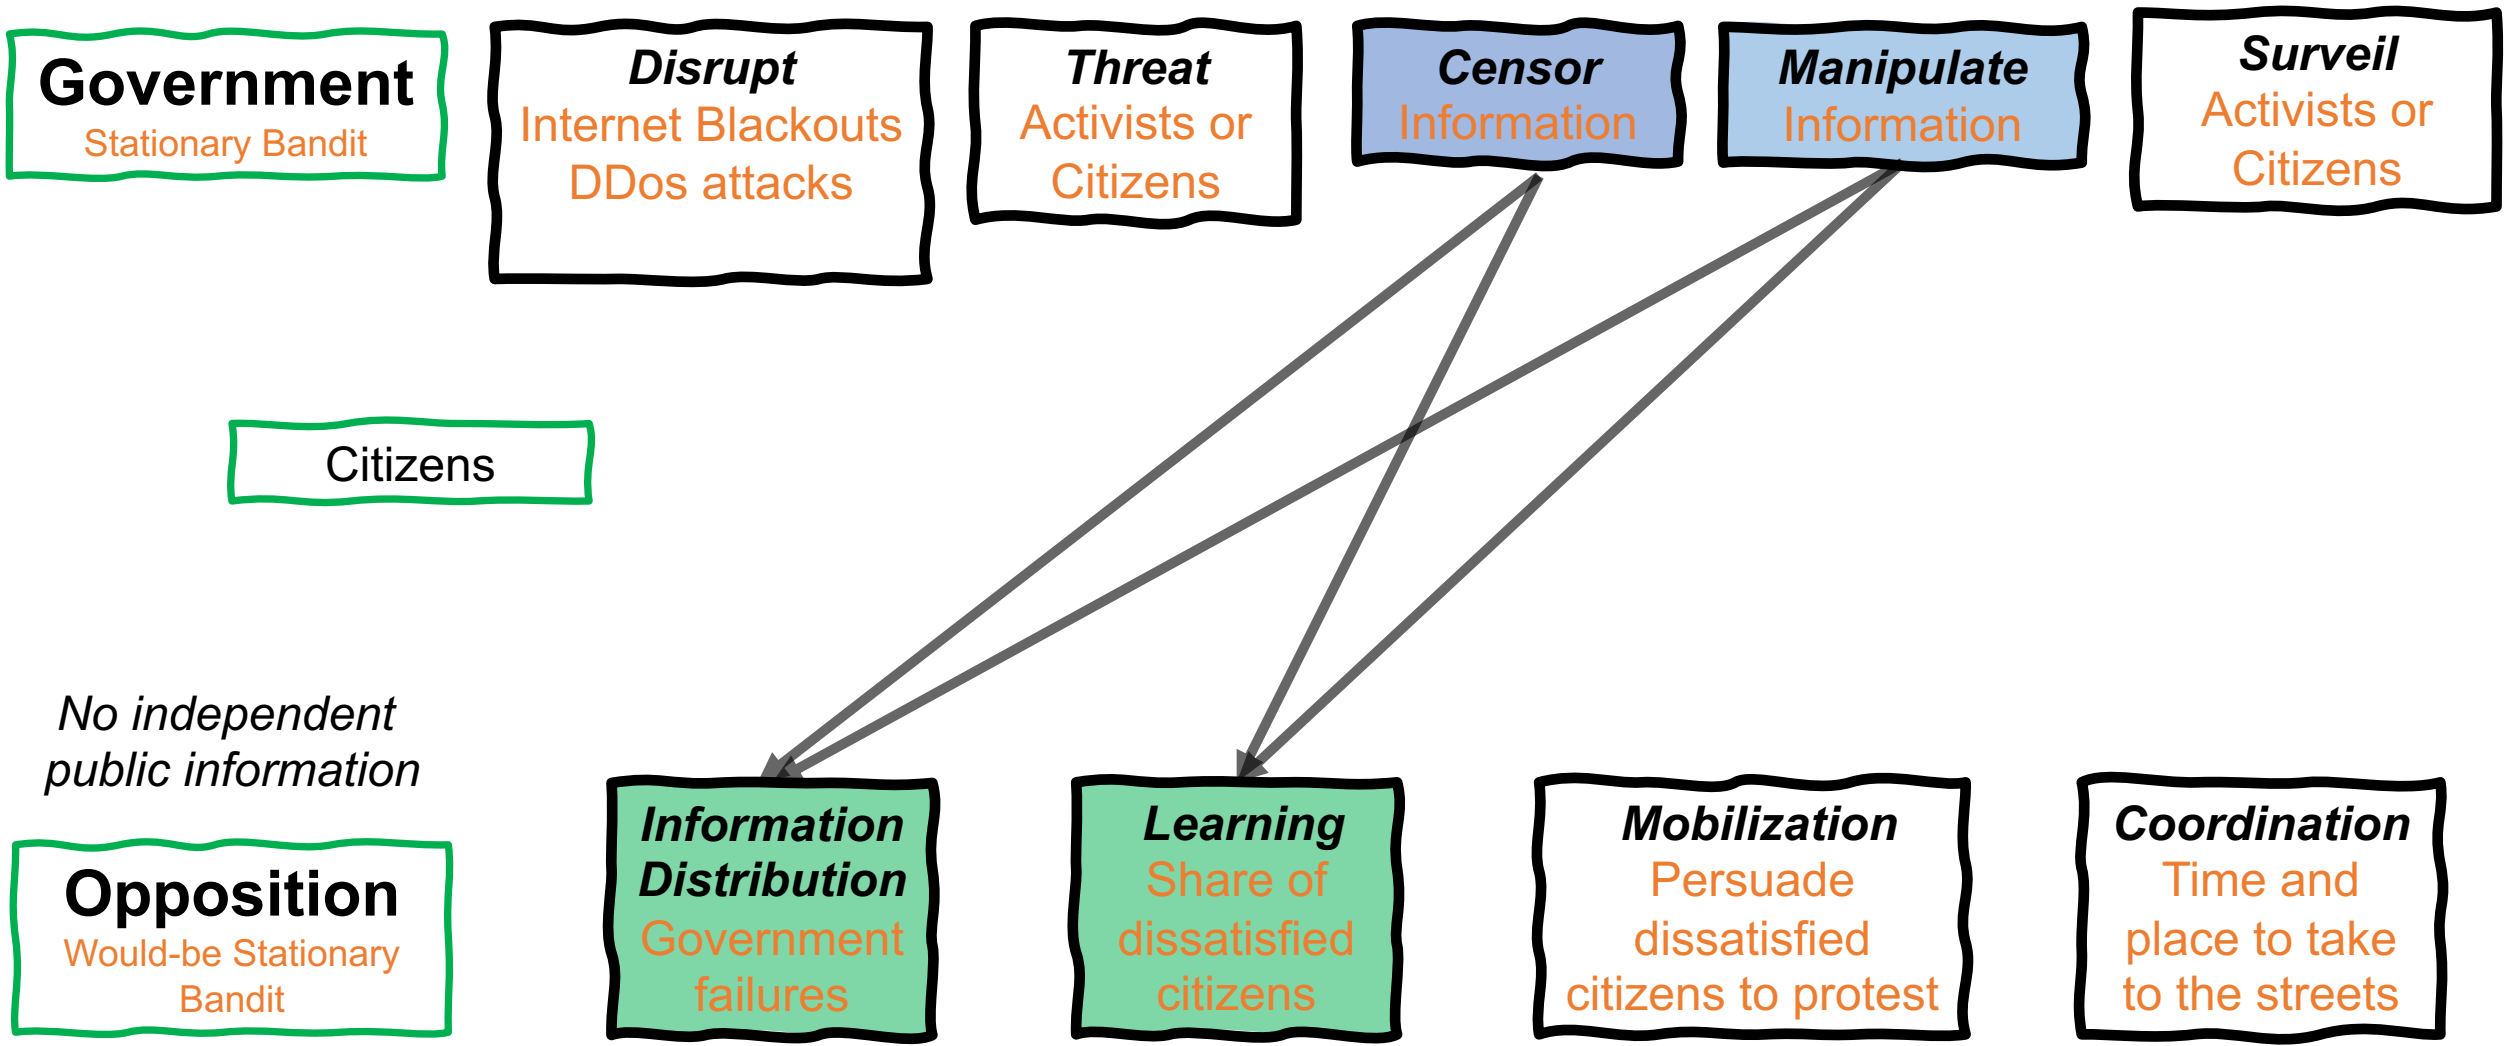 Government
Stationary Bandit
Disrupt
Internet Blackouts
DDos attacks
Threat
Activists or
Citizens
Censor
Information
Manipulate
Information
Surveil
Activists or
Citizens
Citizens
No independent
public information
Opposition
Would-be Stationary
Bandit
Information
Distribution
Government
failures
Learning
Share of
dissatisfied
citizens
Mobilization
Persuade
dissatisfied
citizens to protest
Coordination
Time and
place to take
to the streets